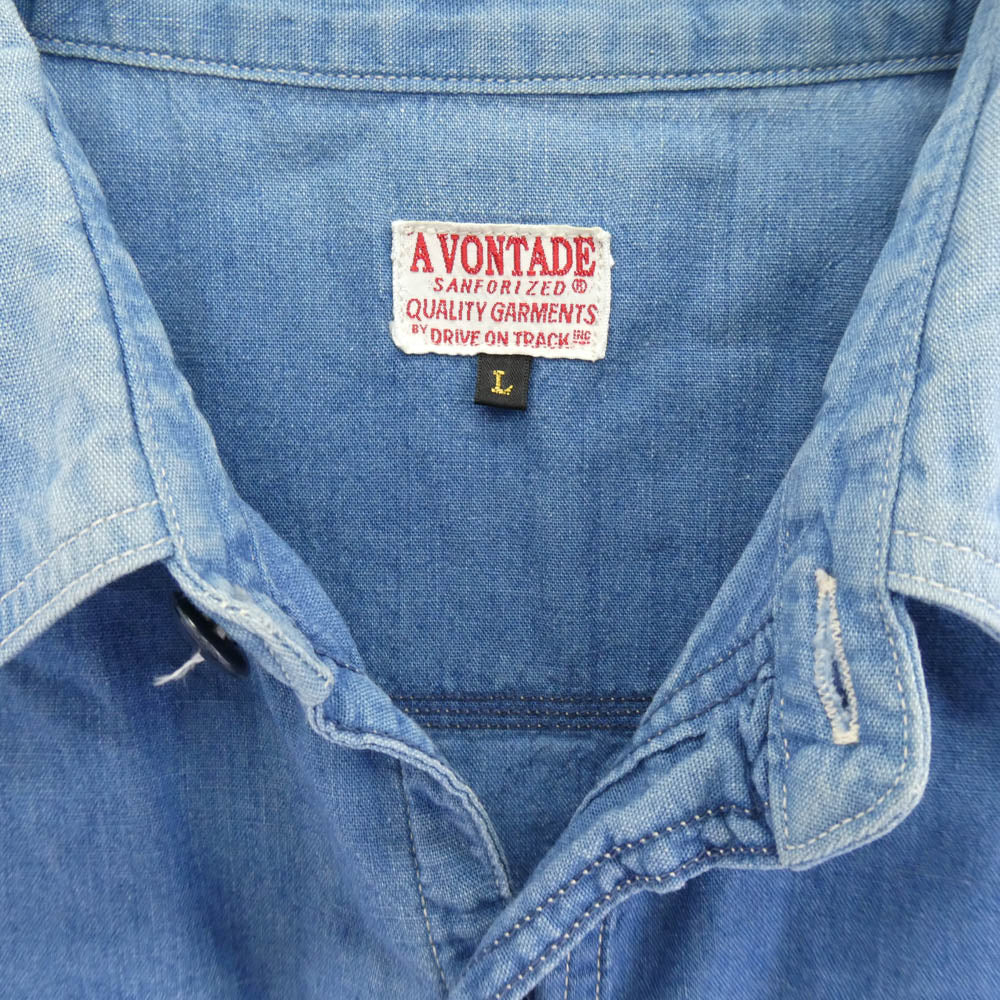 A VONTADE
SANFORIZED ®
QUALITY GARMENTS
BY DRIVE ON TRACK INC
L